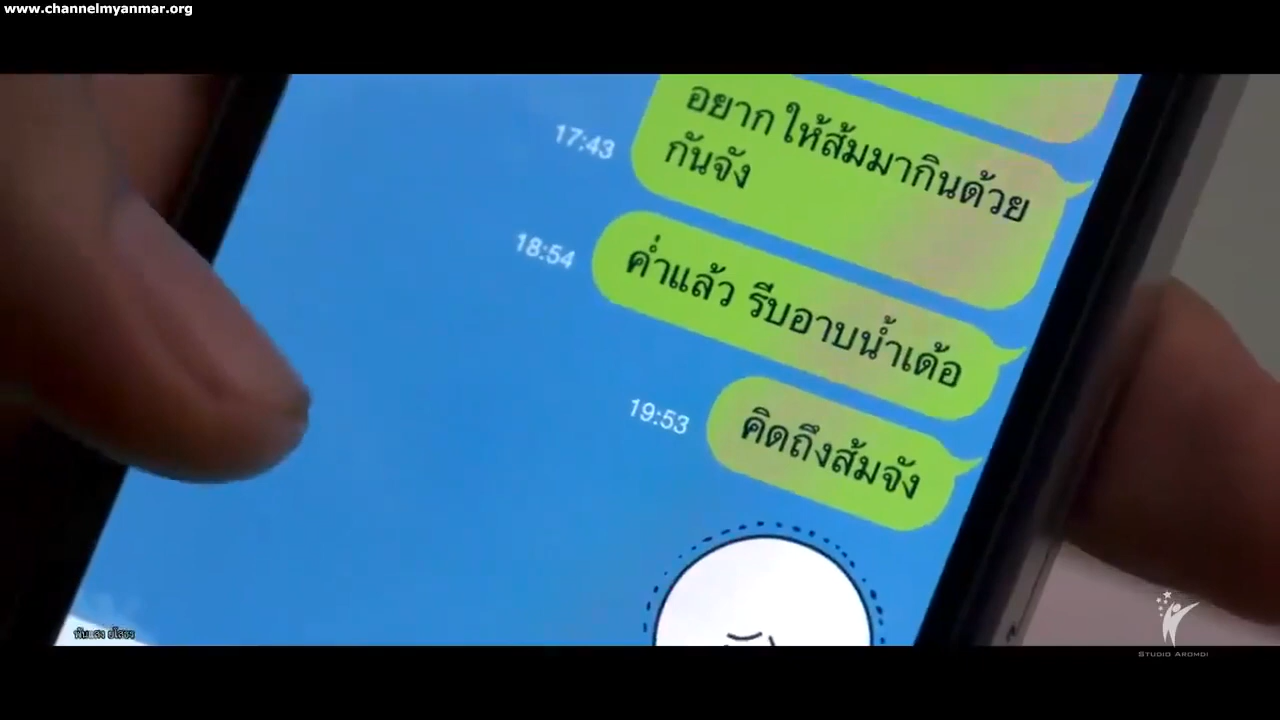 www.channelmyanmar.org
อยากให้ส้มมากินด้วย
กันจัง
17:43
ค่ำแล้ว รีบอาบน้ำเด้อ
18:54
คิดถึงส้มจัง
19:53
STUDIO AROMDI